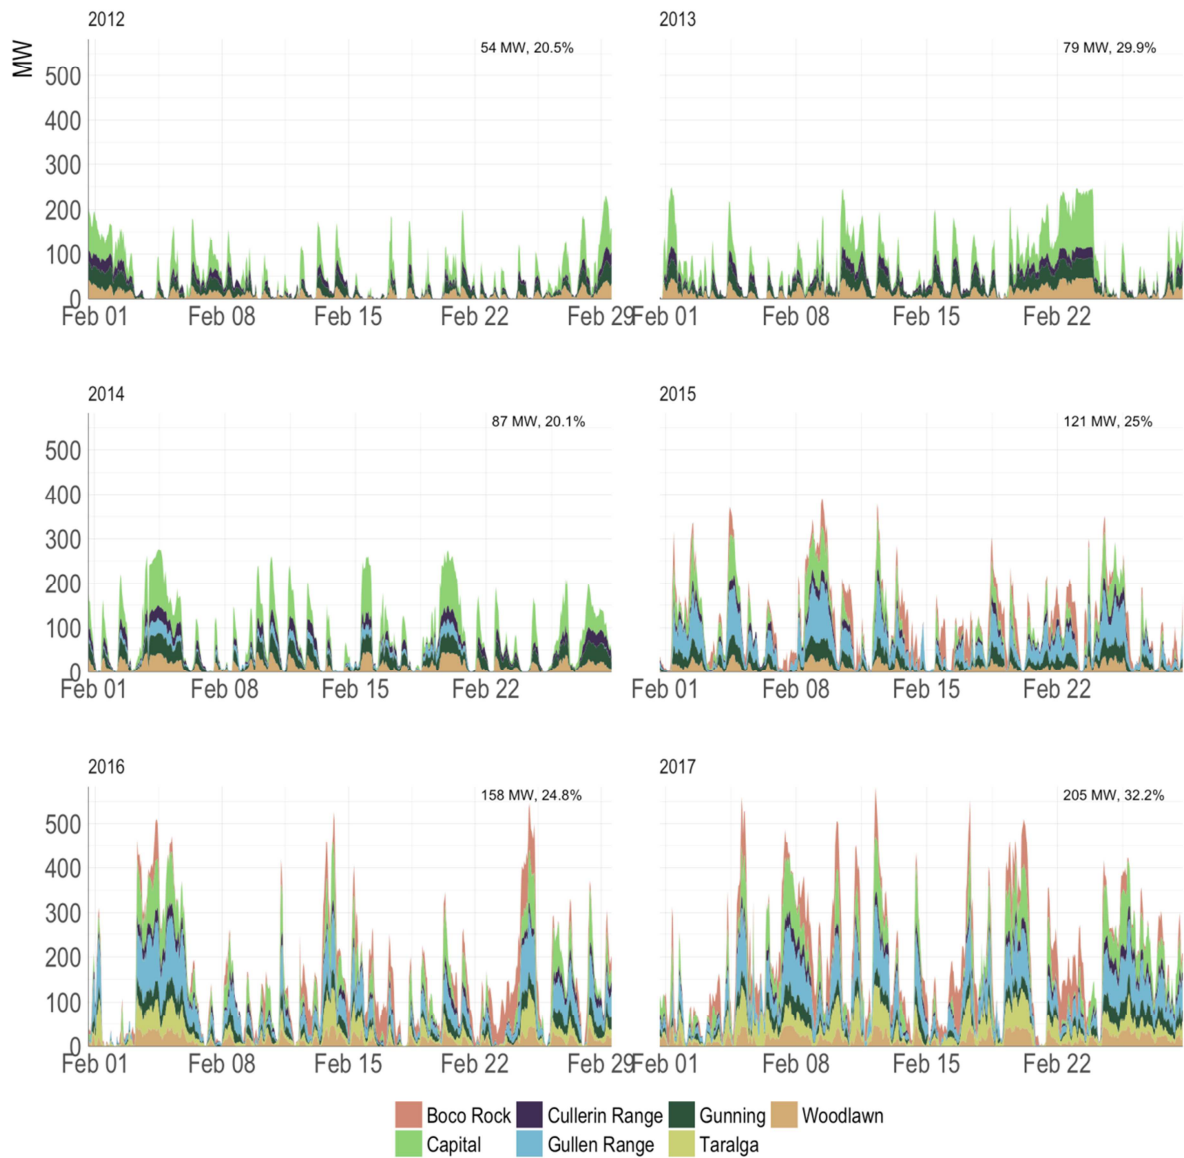 2012
2013
MW
54 MW, 20.5%
79 MW, 29.9%
500
400
300
200
100
0
Feb 01 Feb 08 Feb 15 Feb 22 Feb 29
Feb 01 Feb 08 Feb 15 Feb 22
2014
2015
87 MW, 20.1%
121 MW, 25%
500
400
300
200
100
0
Feb 01 Feb 08 Feb 15 Feb 22
Feb 01 Feb 08 Feb 15 Feb 22
2016
2017
158 MW, 24.8%
205 MW, 32.2%
500
400
300
200
100
0
Feb 01 Feb 08 Feb 15 Feb 22 Feb 29
Feb 01 Feb 08 Feb 15 Feb 22
Boco Rock Cullerin Range Gunning Woodlawn
Capital Gullen Range Taralga